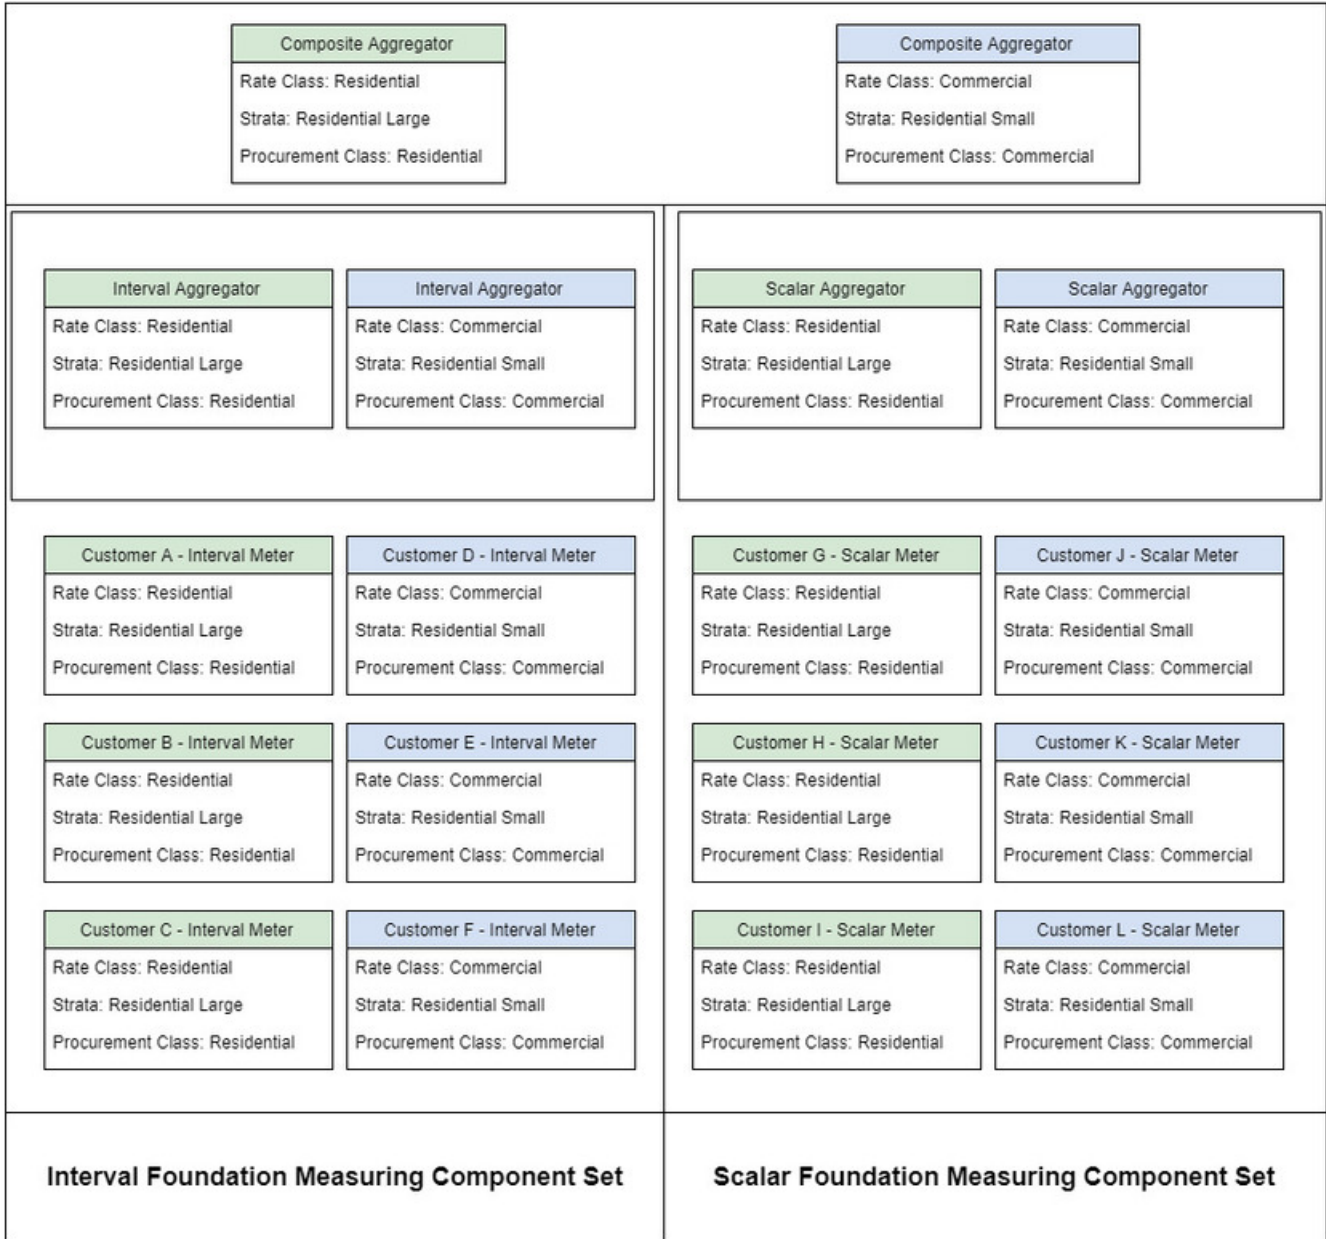 Composite Aggregator
Rate Class: Residential
Strata: Residential Large
Procurement Class: Residential
Composite Aggregator
Rate Class: Commercial
Strata: Residential Small
Procurement Class: Commercial
Interval Aggregator
Rate Class: Residential
Strata: Residential Large
Procurement Class: Residential
Interval Aggregator
Rate Class: Commercial
Strata: Residential Small
Procurement Class: Commercial
Scalar Aggregator
Rate Class: Residential
Strata: Residential Large
Procurement Class: Residential
Scalar Aggregator
Rate Class: Commercial
Strata: Residential Small
Procurement Class: Commercial
Customer A - Interval Meter
Rate Class: Residential
Strata: Residential Large
Procurement Class: Residential
Customer D - Interval Meter
Rate Class: Commercial
Strata: Residential Small
Procurement Class: Commercial
Customer G - Scalar Meter
Rate Class: Residential
Strata: Residential Large
Procurement Class: Residential
Customer J - Scalar Meter
Rate Class: Commercial
Strata: Residential Small
Procurement Class: Commercial
Customer B - Interval Meter
Rate Class: Residential
Strata: Residential Large
Procurement Class: Residential
Customer E - Interval Meter
Rate Class: Commercial
Strata: Residential Small
Procurement Class: Commercial
Customer H - Scalar Meter
Rate Class: Residential
Strata: Residential Large
Procurement Class: Residential
Customer K - Scalar Meter
Rate Class: Commercial
Strata: Residential Small
Procurement Class: Commercial
Customer C - Interval Meter
Rate Class: Residential
Strata: Residential Large
Procurement Class: Residential
Customer F - Interval Meter
Rate Class: Commercial
Strata: Residential Small
Procurement Class: Commercial
Customer I - Scalar Meter
Rate Class: Residential
Strata: Residential Large
Procurement Class: Residential
Customer L - Scalar Meter
Rate Class: Commercial
Strata: Residential Small
Procurement Class: Commercial
Interval Foundation Measuring Component Set
Scalar Foundation Measuring Component Set